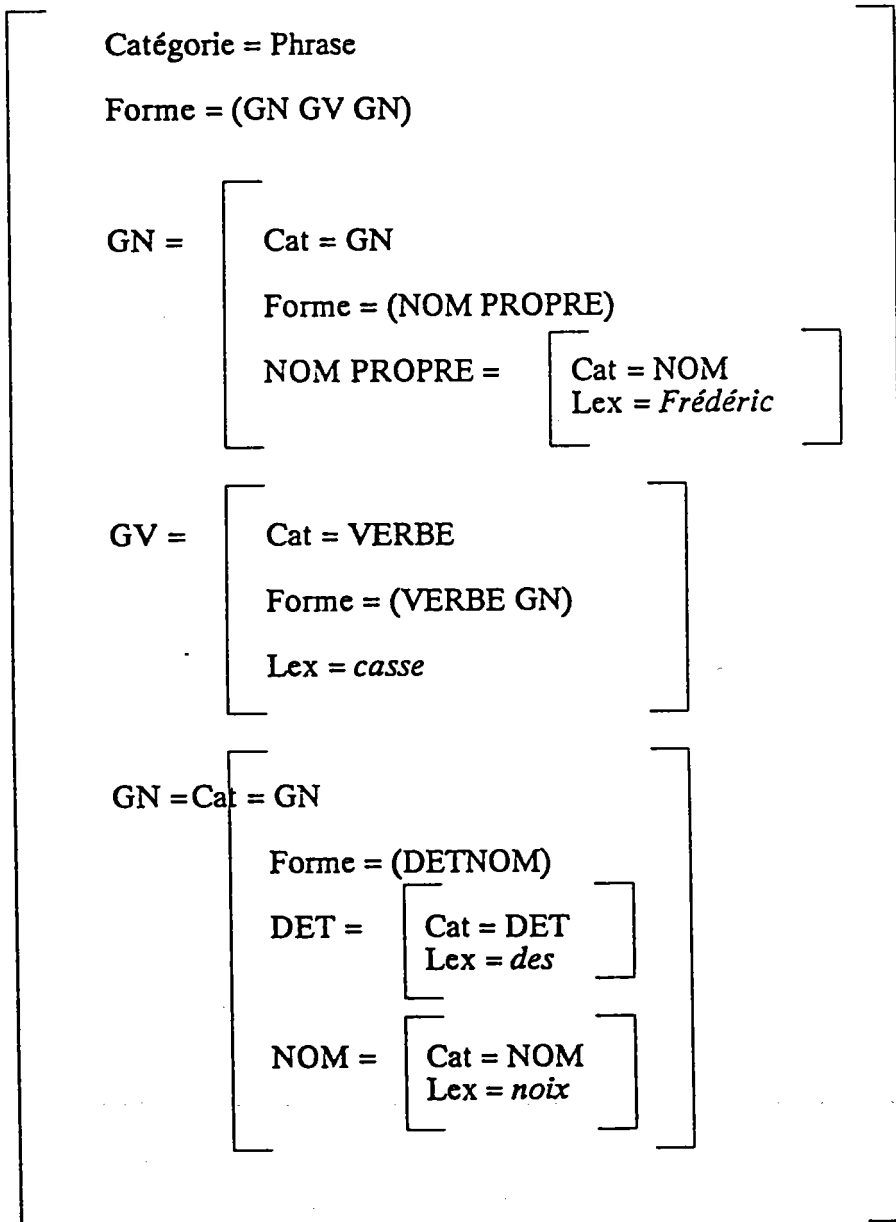 Catégorie = Phrase
Forme = (GN GV GN)
GN = Cat = GN
Forme = (NOM PROPRE)
NOM PROPRE = Cat = NOM
Lex = Frédéric
GV = Cat = VERBE
Forme = (VERBE GN)
Lex = casse
GN =Cat = GN
Forme = (DETNOM)
DET = Cat = DET
Lex = des
NOM = Cat = NOM
Lex = noix